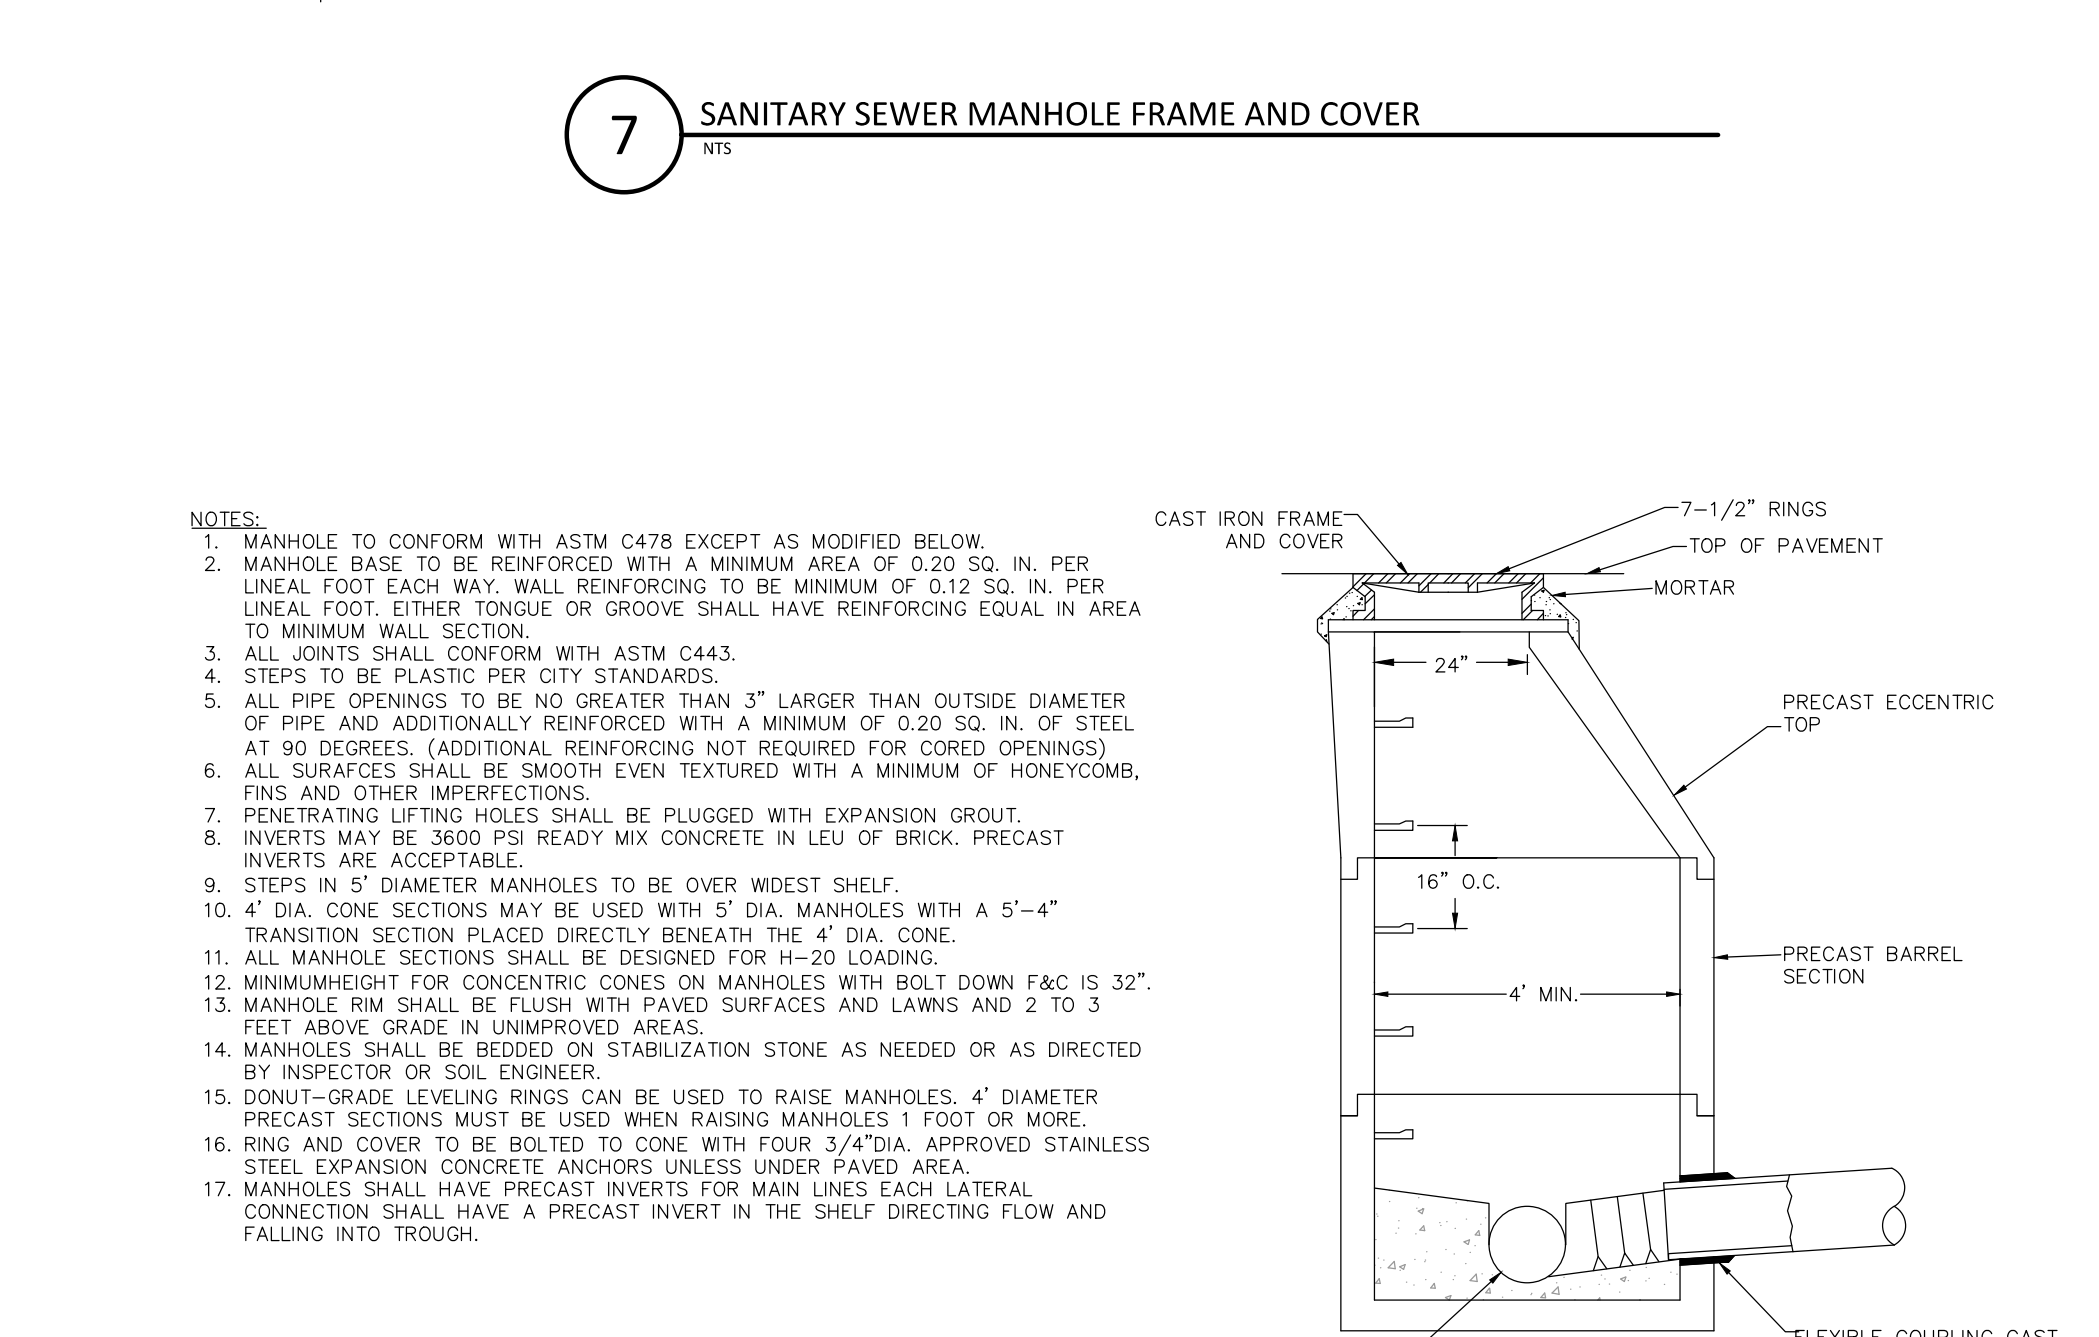 7
SANITARY SEWER MANHOLE FRAME AND COVER
NTS
NOTES:
1. MANHOLE TO CONFORM WITH ASTM C478 EXCEPT AS MODIFIED BELOW.
2. MANHOLE BASE TO BE REINFORCED WITH A MINIMUM AREA OF 0.20 SQ. IN. PER
LINEAL FOOT EACH WAY. WALL REINFORCING TO BE MINIMUM OF 0.12 SQ. IN. PER
LINEAL FOOT. EITHER TONGUE OR GROOVE SHALL HAVE REINFORCING EQUAL IN AREA
TO MINIMUM WALL SECTION.
3. ALL JOINTS SHALL CONFORM WITH ASTM C443.
4. STEPS TO BE PLASTIC PER CITY STANDARDS.
5. ALL PIPE OPENINGS TO BE NO GREATER THAN 3" LARGER THAN OUTSIDE DIAMETER
OF PIPE AND ADDITIONALLY REINFORCED WITH A MINIMUM OF 0.20 SQ. IN. OF STEEL
AT 90 DEGREES. (ADDITIONAL REINFORCING NOT REQUIRED FOR CORED OPENINGS)
6. ALL SURAFCES SHALL BE SMOOTH EVEN TEXTURED WITH A MINIMUM OF HONEYCOMB,
FINS AND OTHER IMPERFECTIONS.
7. PENETRATING LIFTING HOLES SHALL BE PLUGGED WITH EXPANSION GROUT.
8. INVERTS MAY BE 3600 PSI READY MIX CONCRETE IN LEU OF BRICK. PRECAST
INVERTS ARE ACCEPTABLE.
9. STEPS IN 5' DIAMETER MANHOLES TO BE OVER WIDEST SHELF.
10. 4' DIA. CONE SECTIONS MAY BE USED WITH 5' DIA. MANHOLES WITH A 5'-4"
TRANSITION SECTION PLACED DIRECTLY BENEATH THE 4' DIA. CONE.
11. ALL MANHOLE SECTIONS SHALL BE DESIGNED FOR H-20 LOADING.
12. MINIMUMHEIGHT FOR CONCENTRIC CONES ON MANHOLES WITH BOLT DOWN F&C IS 32".
13. MANHOLE RIM SHALL BE FLUSH WITH PAVED SURFACES AND LAWNS AND 2 TO 3
FEET ABOVE GRADE IN UNIMPROVED AREAS.
14. MANHOLES SHALL BE BEDDED ON STABILIZATION STONE AS NEEDED OR AS DIRECTED
BY INSPECTOR OR SOIL ENGINEER.
15. DONUT-GRADE LEVELING RINGS CAN BE USED TO RAISE MANHOLES. 4' DIAMETER
PRECAST SECTIONS MUST BE USED WHEN RAISING MANHOLES 1 FOOT OR MORE.
16. RING AND COVER TO BE BOLTED TO CONE WITH FOUR 3/4"DIA. APPROVED STAINLESS
STEEL EXPANSION CONCRETE ANCHORS UNLESS UNDER PAVED AREA.
17. MANHOLES SHALL HAVE PRECAST INVERTS FOR MAIN LINES EACH LATERAL
CONNECTION SHALL HAVE A PRECAST INVERT IN THE SHELF DIRECTING FLOW AND
FALLING INTO TROUGH.
CAST IRON FRAME
AND COVER
7-1/2" RINGS
TOP OF PAVEMENT
MORTAR
24"
PRECAST ECCENTRIC
TOP
16" O.C.
PRECAST BARREL
SECTION
4' MIN.
FLEXIBLE COUPLING CAST